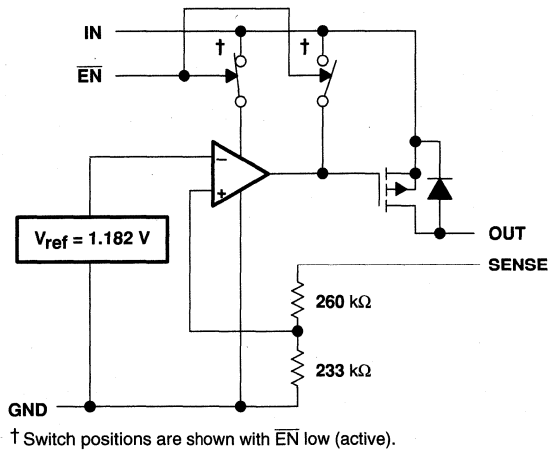 IN
†
†
EN
−
+
Vref = 1.182 V
OUT
SENSE
260 kΩ
233 kΩ
GND
† Switch positions are shown with EN low (active).